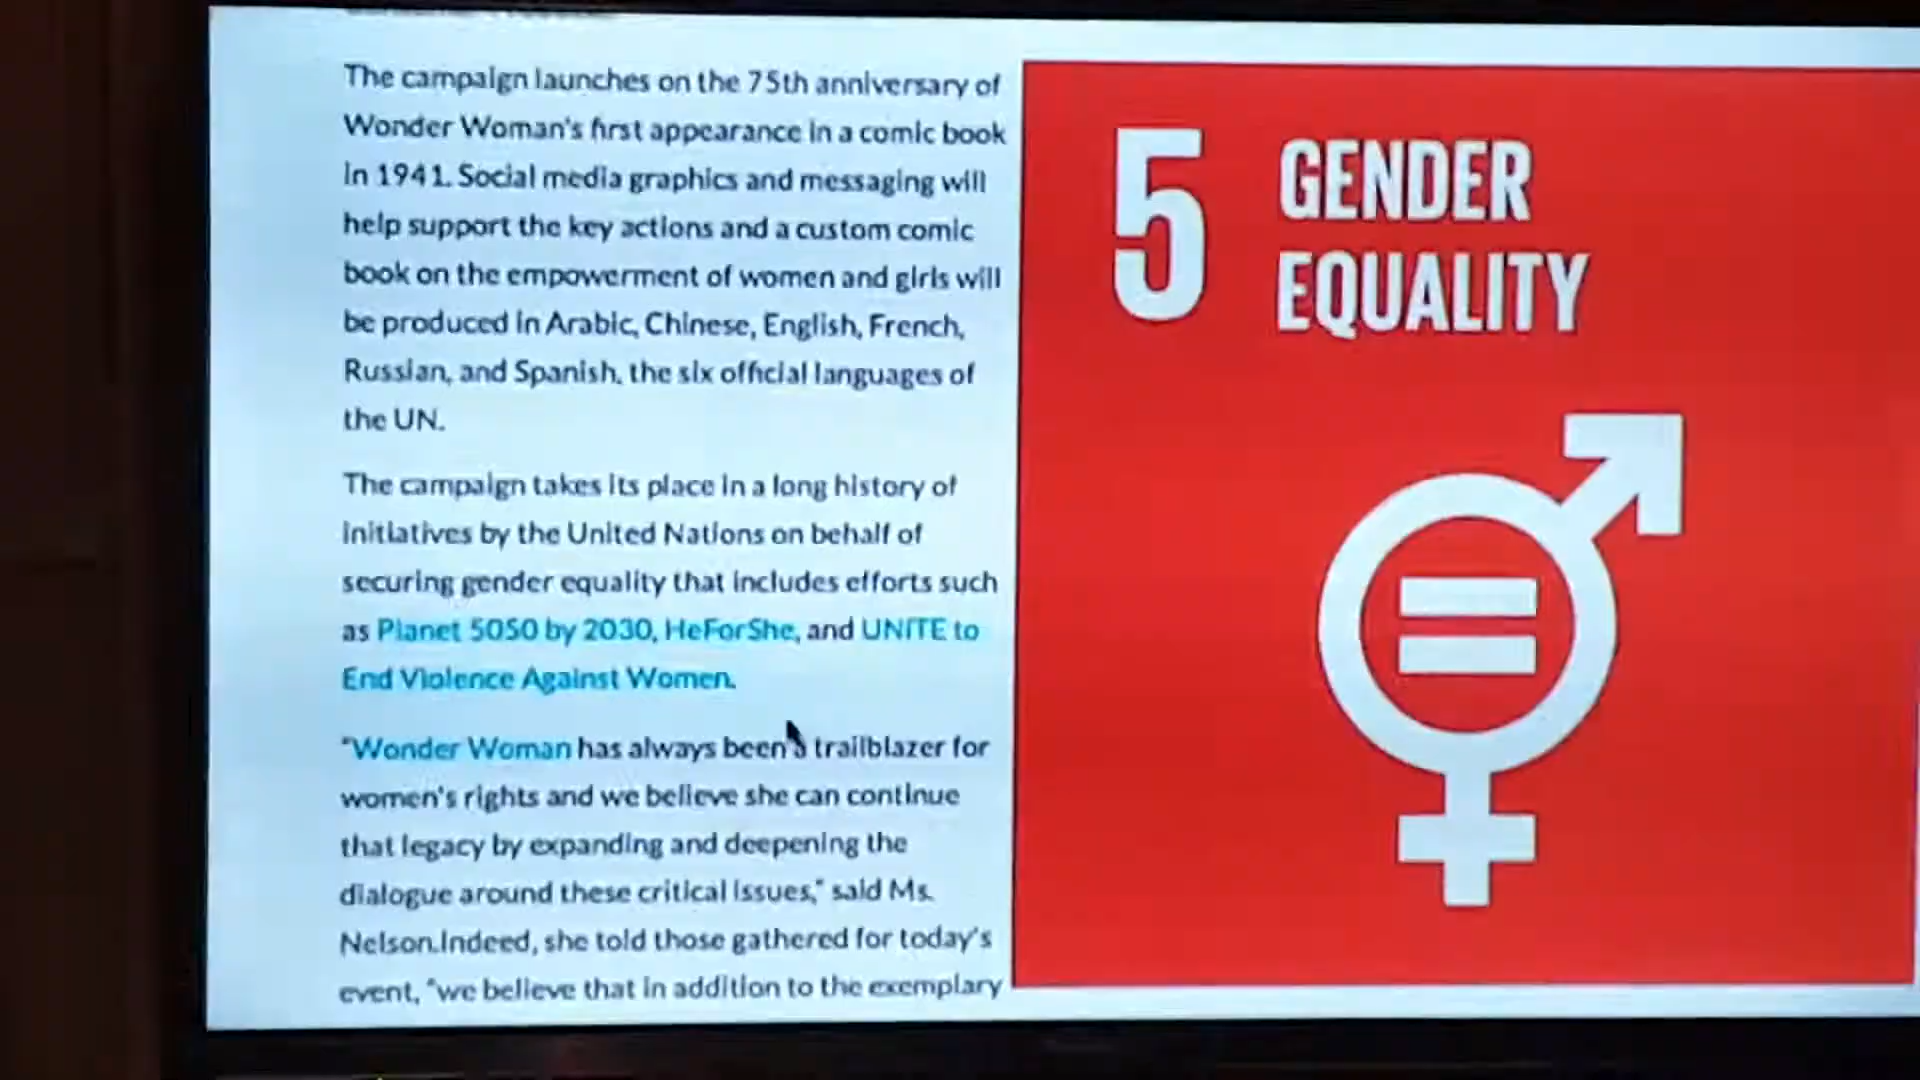 The campaign launches on the 75th anniversary of
Wonder Woman's first appearance in a comic book
in 1941. Social media graphics and messaging will
help support the key actions and a custom comic
book on the empowerment of women and girls will
be produced in Arabic, Chinese, English, French,
Russian, and Spanish, the six official languages of
the UN.
The campaign takes its place in a long history of
initiatives by the United Nations on behalf of
securing gender equality that includes efforts such
as Planet 5050 by 2030, HeForShe, and UNITE to
End Violence Against Women.
"Wonder Woman has always been a trailblazer for
women's rights and we believe she can continue
that legacy by expanding and deepening the
dialogue around these critical issues," said Ms.
Nelson.Indeed, she told those gathered for today's
event, "we believe that in addition to the exemplary
5 GENDER
EQUALITY